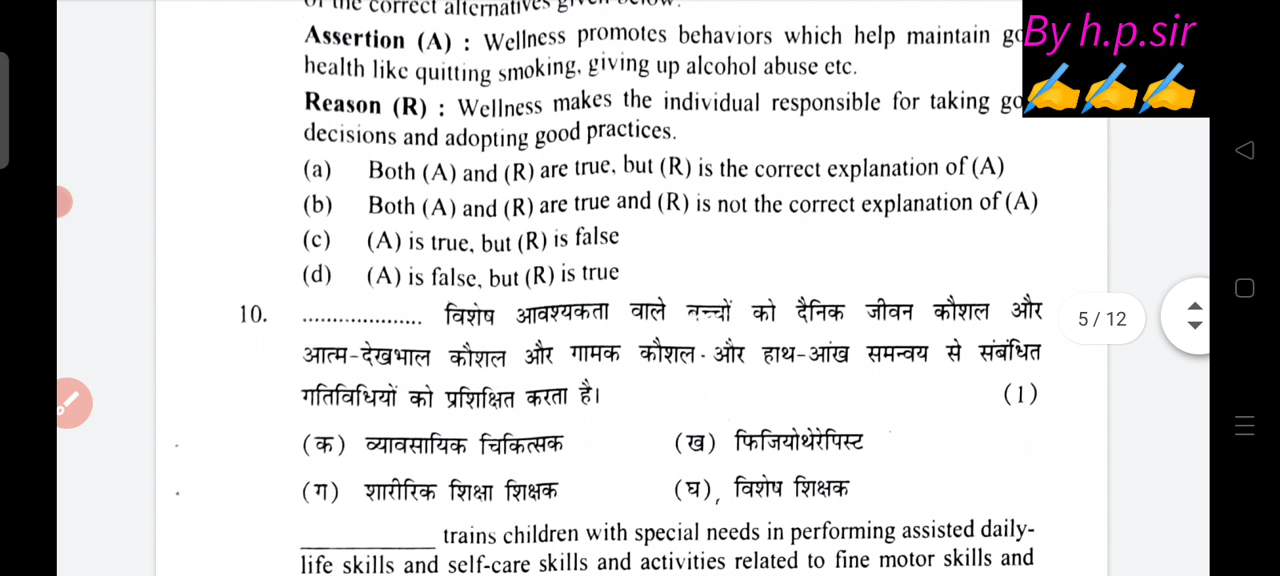 of the correct alternatives given below.
Assertion (A) : Wellness promotes behaviors which help maintain go
By h.p.sir
health like quitting smoking, giving up alcohol abuse etc.
Reason (R) : Wellness makes the individual responsible for taking go
decisions and adopting good practices.
(a) Both (A) and (R) are true, but (R) is the correct explanation of (A)
(b) Both (A) and (R) are true and (R) is not the correct explanation of (A)
(c) (A) is true, but (R) is false
(d) (A) is false, but (R) is true
10. .................... विशेष आवश्यकता वाले बच्चों को दैनिक जीवन कौशल और
5 / 12
आत्म-देखभाल कौशल और गामक कौशल - और हाथ-आंख समन्वय से संबंधित
गतिविधियों को प्रशिक्षित करता है। (1)
(क) व्यावसायिक चिकित्सक (ख) फिजियोथेरेपिस्ट
(ग) शारीरिक शिक्षा शिक्षक (घ) विशेष शिक्षक
__________ trains children with special needs in performing assisted daily-
life skills and self-care skills and activities related to fine motor skills and